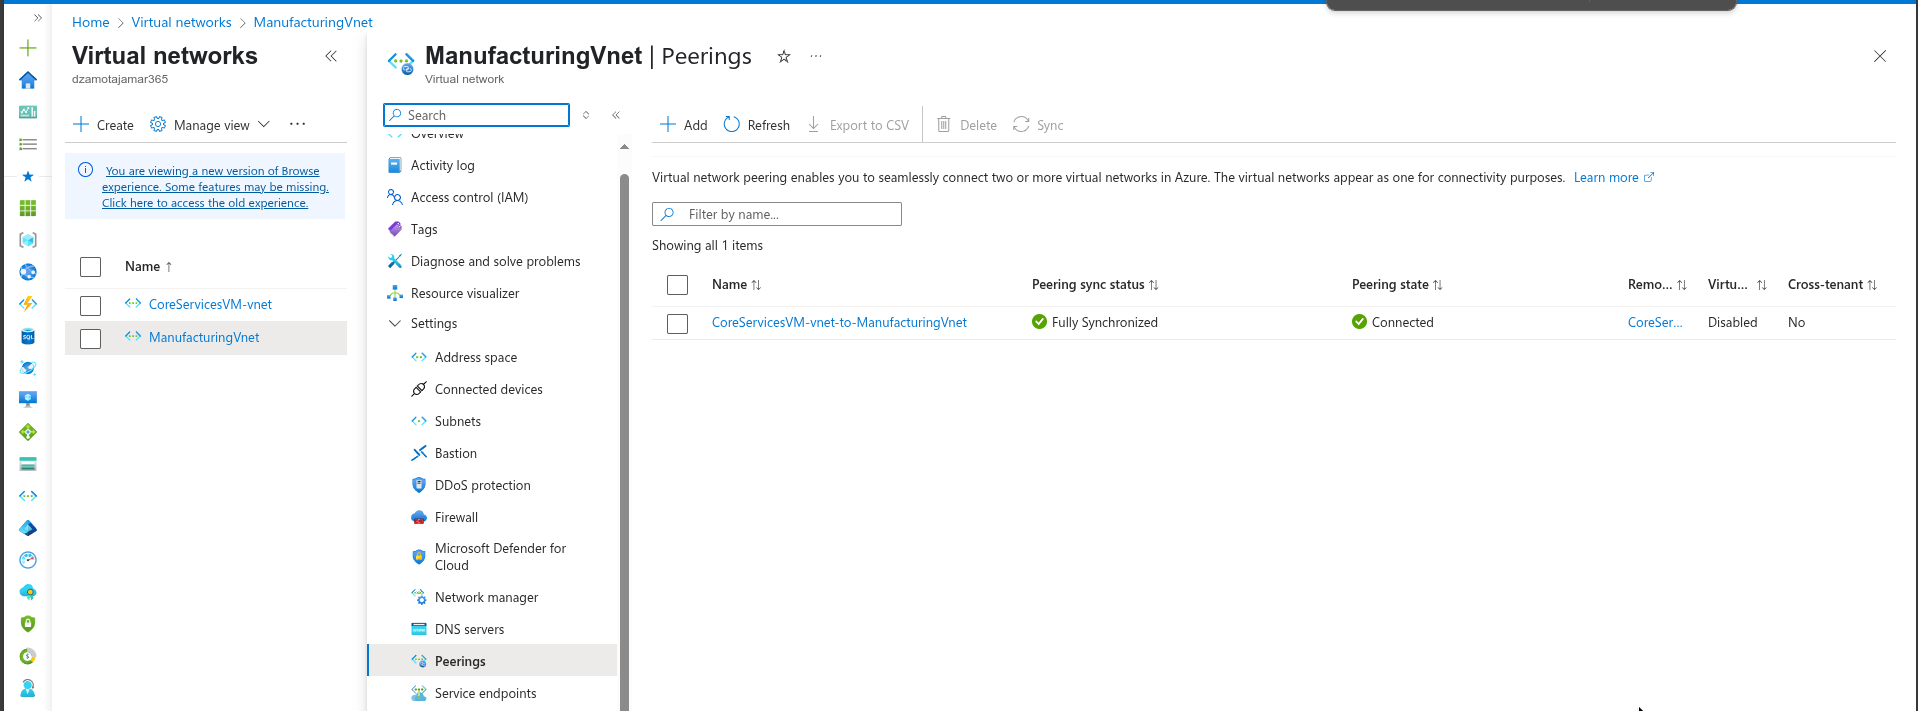 Home > Virtual networks > ManufacturingVnet
Virtual networks
dzamotajamar365
Create
Manage view
You are viewing a new version of Browse
experience. Some features may be missing.
Click here to access the old experience.
Name ↑
CoreServicesVM-vnet
ManufacturingVnet
ManufacturingVnet | Peerings
Virtual network
Search
Overview
Activity log
Access control (IAM)
Tags
Diagnose and solve problems
Resource visualizer
Settings
Address space
Connected devices
Subnets
Bastion
DDoS protection
Firewall
Microsoft Defender for
Cloud
Network manager
DNS servers
Peerings
Service endpoints
Add Refresh Export to CSV Delete Sync
Virtual network peering enables you to seamlessly connect two or more virtual networks in Azure. The virtual networks appear as one for connectivity purposes. Learn more
Filter by name...
Showing all 1 items
Name Peering sync status Peering state Remo... Virtu... Cross-tenant
CoreServicesVM-vnet-to-ManufacturingVnet Fully Synchronized Connected CoreSer... Disabled No